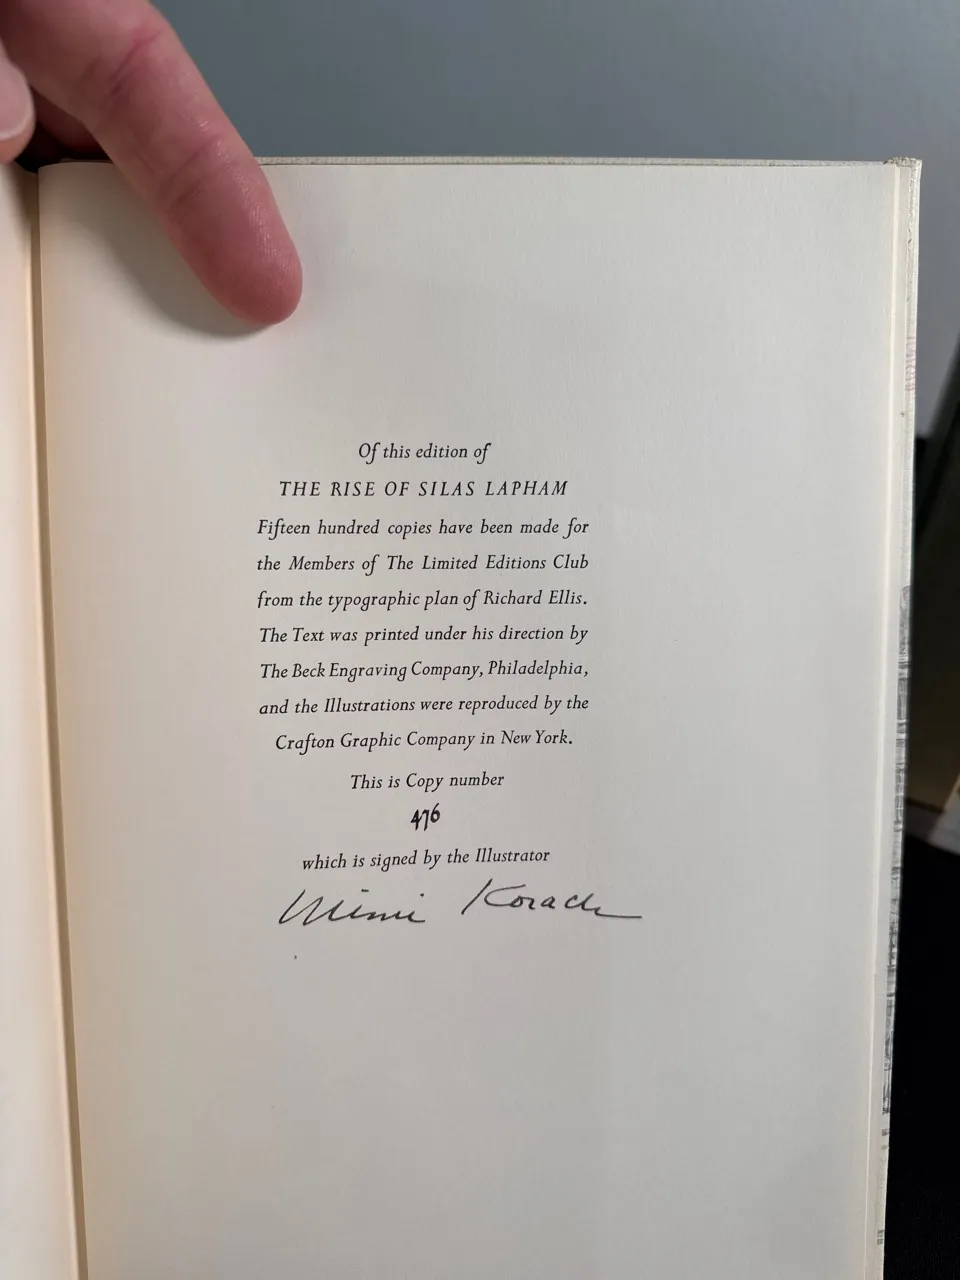 Of this edition of
THE RISE OF SILAS LAPHAM
Fifteen hundred copies have been made for
the Members of The Limited Editions Club
from the typographic plan of Richard Ellis.
The Text was printed under his direction by
The Beck Engraving Company, Philadelphia,
and the Illustrations were reproduced by the
Crafton Graphic Company in New York.
This is Copy number
476
which is signed by the Illustrator
Mimi Korach